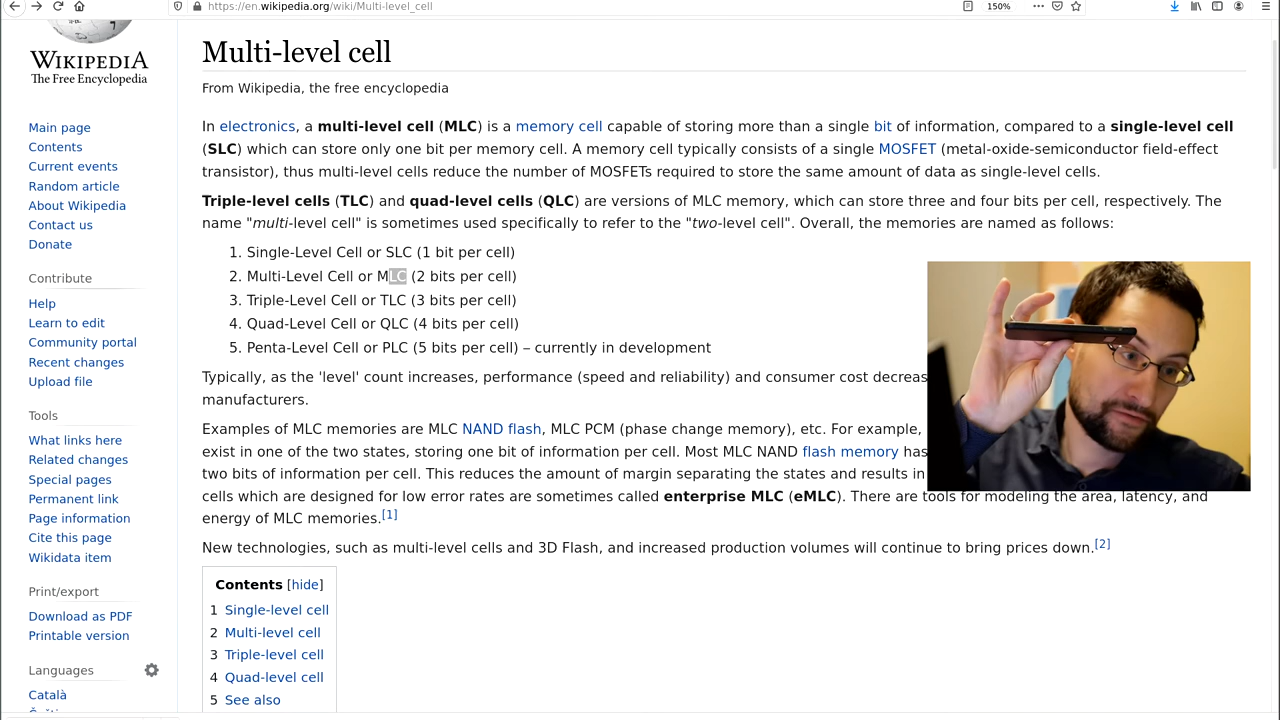 https://en.wikipedia.org/wiki/Multi-level_cell
150%
WIKIPEDIA
The Free Encyclopedia
Main page
Contents
Current events
Random article
About Wikipedia
Contact us
Donate
Contribute
Help
Learn to edit
Community portal
Recent changes
Upload file
Tools
What links here
Related changes
Special pages
Permanent link
Page information
Cite this page
Wikidata item
Print/export
Download as PDF
Printable version
Languages
Català
Multi-level cell
From Wikipedia, the free encyclopedia
In electronics, a multi-level cell (MLC) is a memory cell capable of storing more than a single bit of information, compared to a single-level cell
(SLC) which can store only one bit per memory cell. A memory cell typically consists of a single MOSFET (metal-oxide-semiconductor field-effect
transistor), thus multi-level cells reduce the number of MOSFETs required to store the same amount of data as single-level cells.
Triple-level cells (TLC) and quad-level cells (QLC) are versions of MLC memory, which can store three and four bits per cell, respectively. The
name "multi-level cell" is sometimes used specifically to refer to the "two-level cell". Overall, the memories are named as follows:
1. Single-Level Cell or SLC (1 bit per cell)
2. Multi-Level Cell or MLC (2 bits per cell)
3. Triple-Level Cell or TLC (3 bits per cell)
4. Quad-Level Cell or QLC (4 bits per cell)
5. Penta-Level Cell or PLC (5 bits per cell) – currently in development
Typically, as the 'level' count increases, performance (speed and reliability) and consumer cost decreas
manufacturers.
Examples of MLC memories are MLC NAND flash, MLC PCM (phase change memory), etc. For example,
exist in one of the two states, storing one bit of information per cell. Most MLC NAND flash memory has
two bits of information per cell. This reduces the amount of margin separating the states and results in
cells which are designed for low error rates are sometimes called enterprise MLC (eMLC). There are tools for modeling the area, latency, and
energy of MLC memories.[1]
New technologies, such as multi-level cells and 3D Flash, and increased production volumes will continue to bring prices down.[2]
Contents [hide]
1 Single-level cell
2 Multi-level cell
3 Triple-level cell
4 Quad-level cell
5 See also